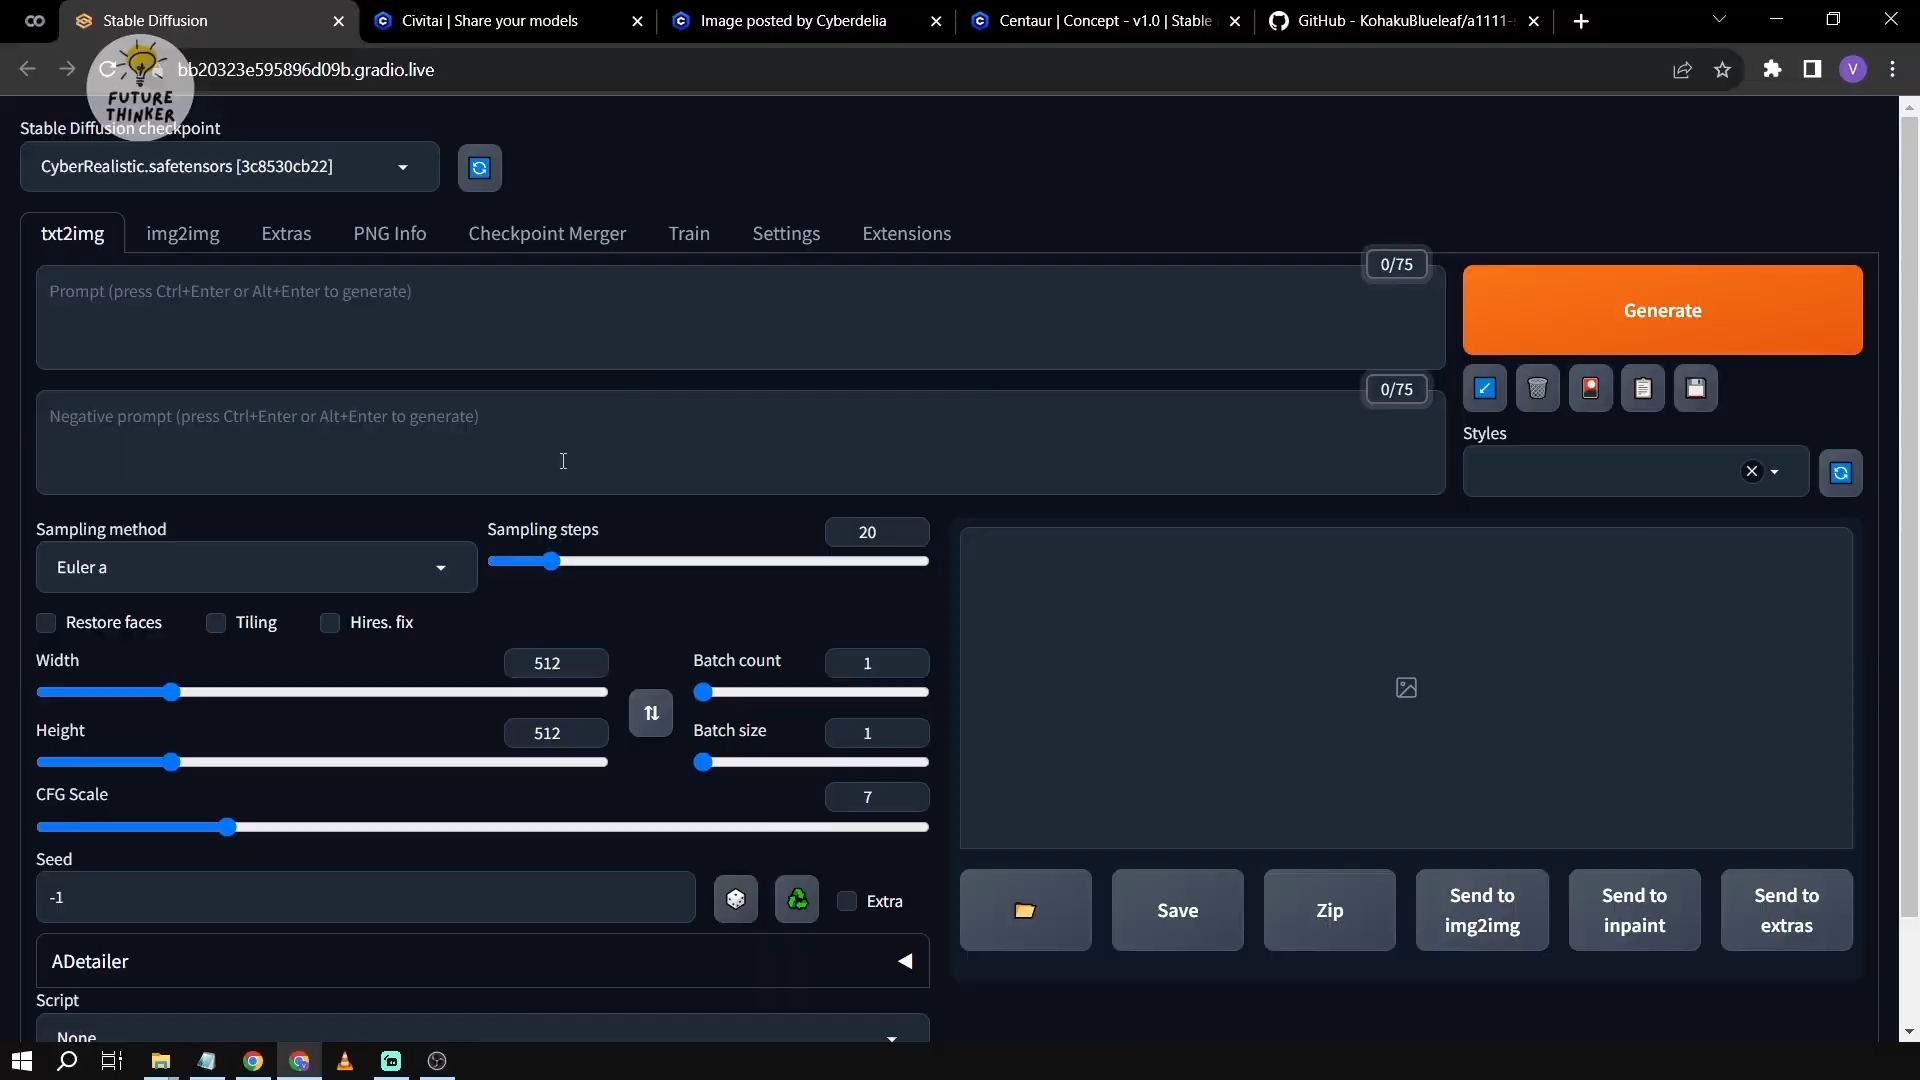 Stable Diffusion
Civitai | Share your models
Image posted by Cyberdelia
Centaur | Concept - v1.0 | Stable
GitHub - KohakuBlueleaf/a1111-
bb20323e595896d09b.gradio.live
V
FUTURE
THINKER
Stable Diffusion checkpoint
CyberRealistic.safetensors [3c8530cb22]
txt2img
img2img
Extras
PNG Info
Checkpoint Merger
Train
Settings
Extensions
0/75
Prompt (press Ctrl+Enter or Alt+Enter to generate)
Generate
0/75
Negative prompt (press Ctrl+Enter or Alt+Enter to generate)
Styles
Sampling method
Sampling steps
20
Euler a
Restore faces
Tiling
Hires. fix
Width
512
Batch count
1
Height
512
Batch size
1
CFG Scale
7
Seed
-1
Extra
Save
Zip
Send to
img2img
Send to
inpaint
Send to
extras
ADetailer
Script
None